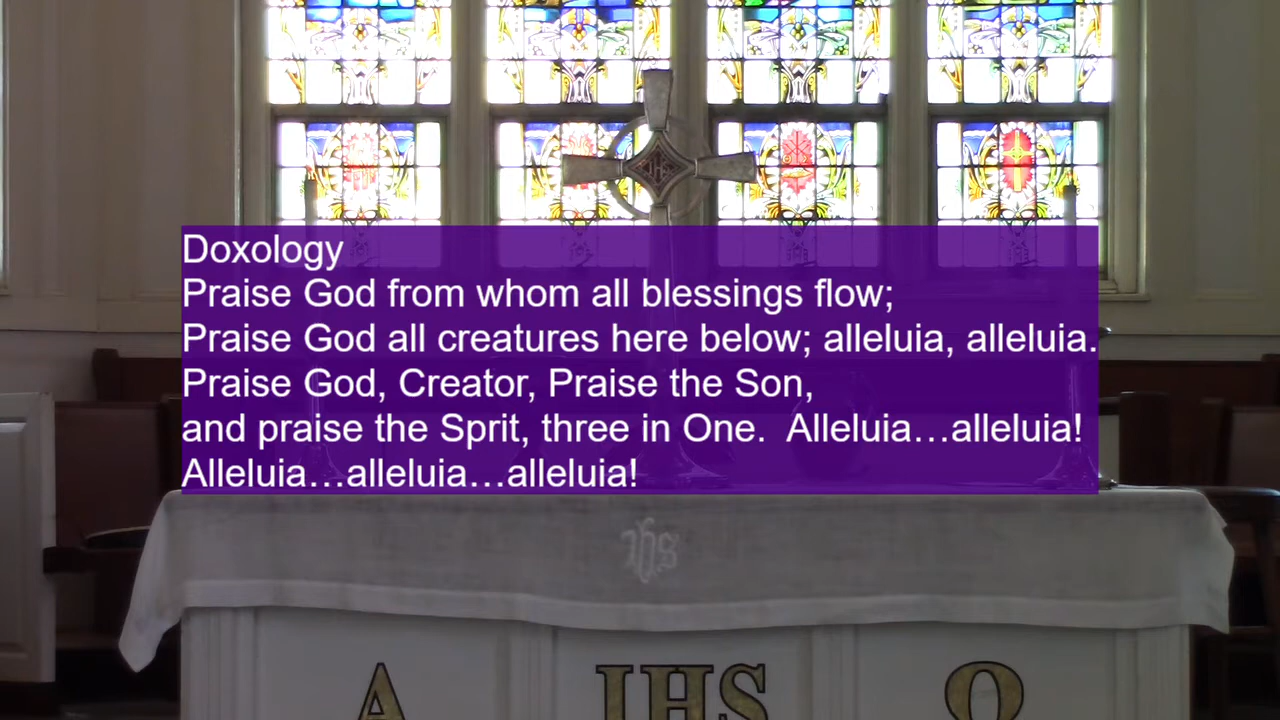 IHS
Doxology
Praise God from whom all blessings flow;
Praise God all creatures here below; alleluia, alleluia.
Praise God, Creator, Praise the Son,
and praise the Sprit, three in One.  Alleluia…alleluia!
Alleluia…alleluia…alleluia!
ihs
A IHS O